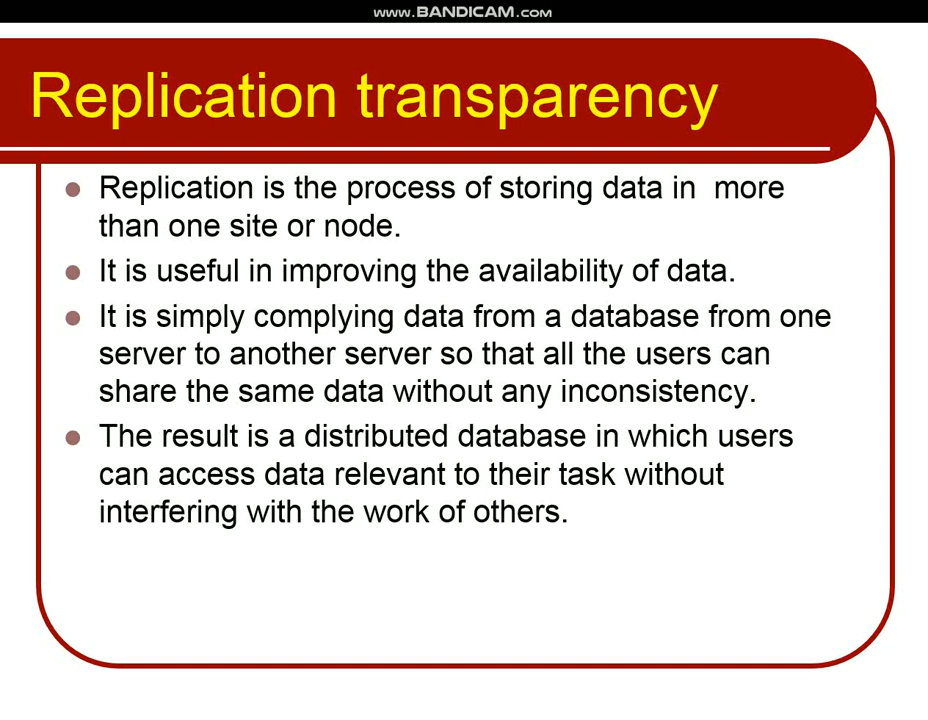 www.BANDICAM.com
Replication transparency
Replication is the process of storing data in more
than one site or node.
It is useful in improving the availability of data.
It is simply complying data from a database from one
server to another server so that all the users can
share the same data without any inconsistency.
The result is a distributed database in which users
can access data relevant to their task without
interfering with the work of others.